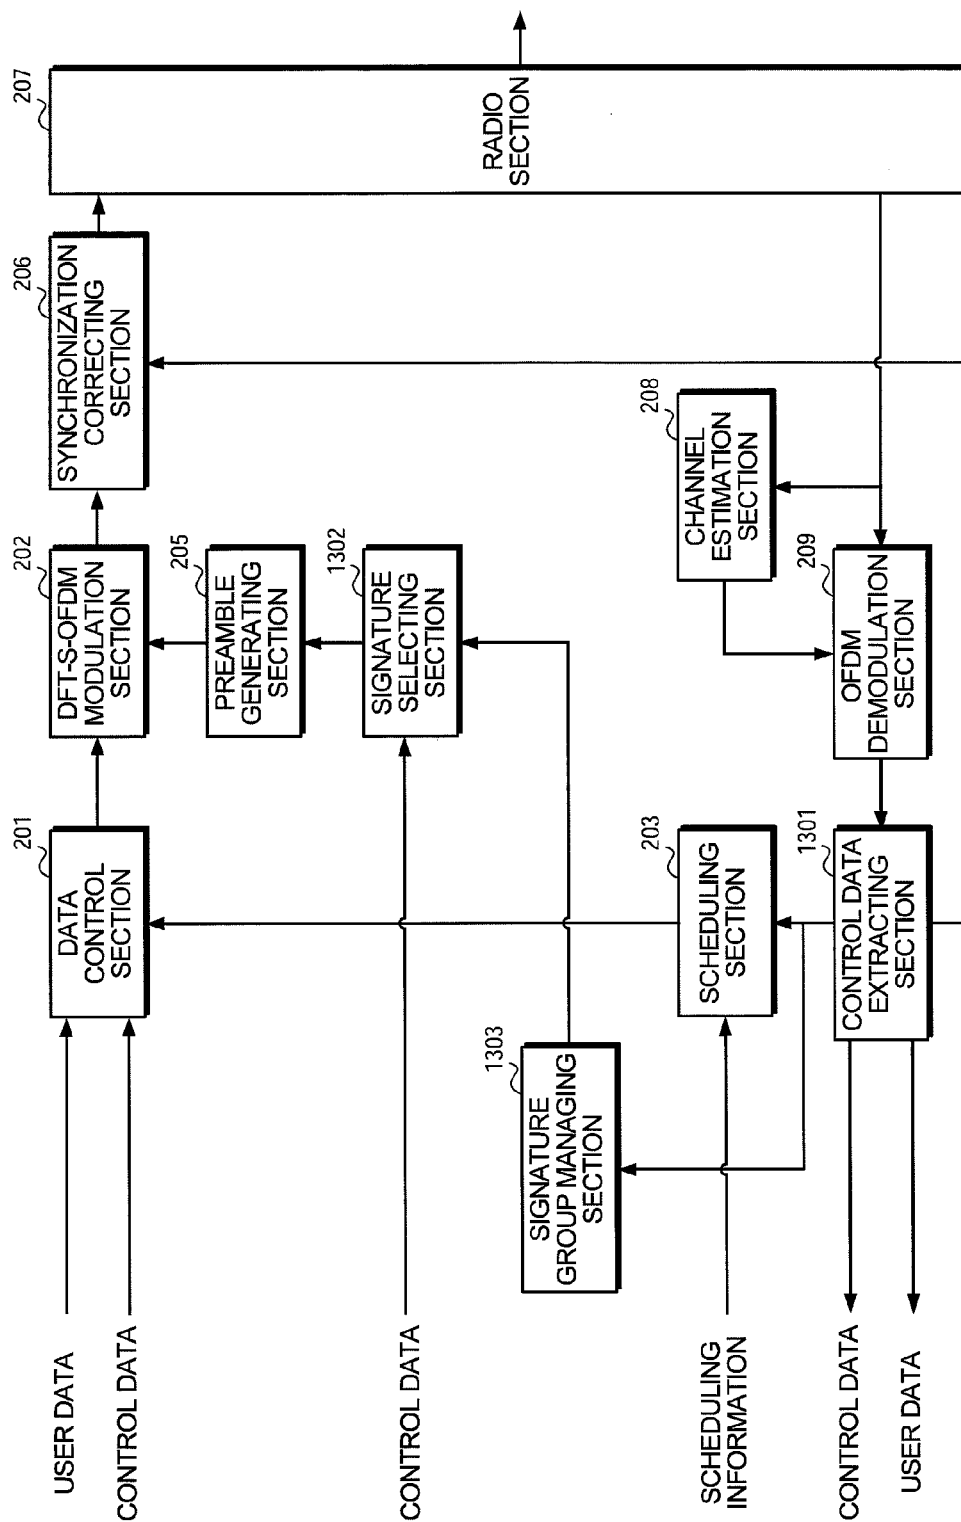 USER DATA
CONTROL DATA
201
DATA
CONTROL
SECTION
202
DFT-S-OFDM
MODULATION
SECTION
206
SYNCHRONIZATION
CORRECTING
SECTION
207
RADIO
SECTION
205
PREAMBLE
GENERATING
SECTION
CONTROL DATA
1302
SIGNATURE
SELECTING
SECTION
1303
SIGNATURE
GROUP MANAGING
SECTION
SCHEDULING
INFORMATION
203
SCHEDULING
SECTION
208
CHANNEL
ESTIMATION
SECTION
CONTROL DATA
USER DATA
1301
CONTROL DATA
EXTRACTING
SECTION
209
OFDM
DEMODULATION
SECTION